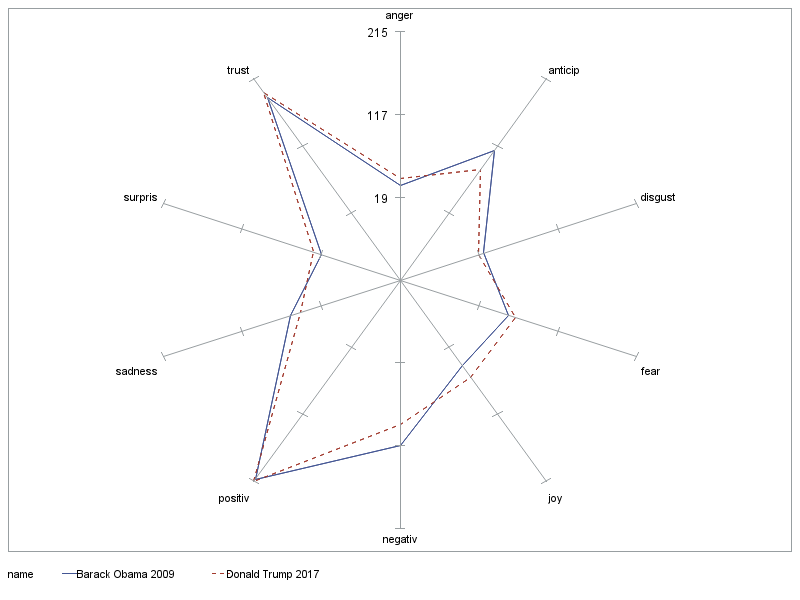 anger
215
trust
anticip
117
surpris
19
disgust
sadness
fear
positiv
joy
negativ
name Barack Obama 2009 Donald Trump 2017